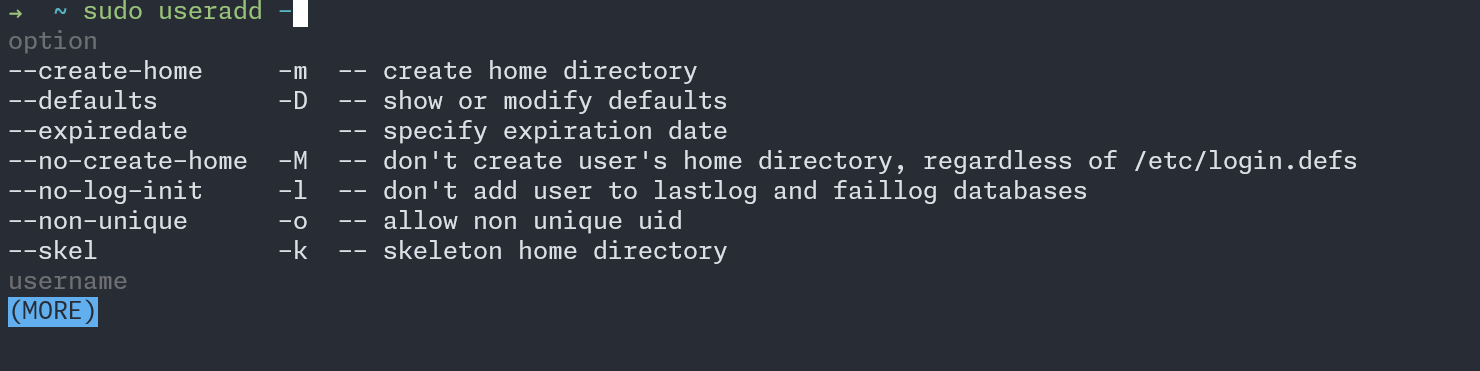 →  ~ sudo useradd -
option
--create-home     -m  -- create home directory
--defaults        -D  -- show or modify defaults
--expiredate          -- specify expiration date
--no-create-home  -M  -- don't create user's home directory, regardless of /etc/login.defs
--no-log-init     -l  -- don't add user to lastlog and faillog databases
--non-unique      -o  -- allow non unique uid
--skel            -k  -- skeleton home directory
username
(MORE)